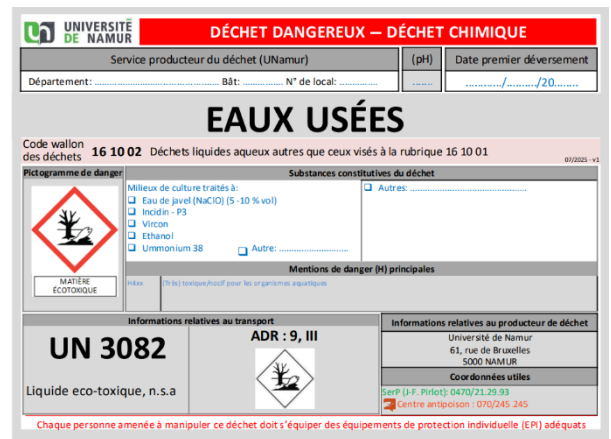 UNIVERSITÉ
DE NAMUR
DÉCHET DANGEREUX — DÉCHET CHIMIQUE
Service producteur du déchet (UNamur)
(pH)
Date premier déversement
Département: ................................................ Bât: ............... N° de local: ..............
.......
............/........../20........
EAUX USÉES
Code wallon
des déchets
16 10 02 Déchets liquides aqueux autres que ceux visés à la rubrique 16 10 01
07/2025 - v1
Pictogramme de danger
MATIÈRE
ÉCOTOXIQUE
Substances constitutives du déchet
Milieux de culture traités à:
Eau de javel (NaClO) (5 -10 % vol)
Incidin - P3
Vircon
Ethanol
Ummonium 38
Autre: ...........................
Autres: .............................................
Mentions de danger (H) principales
H4xx (Très) toxique/nocif pour les organismes aquatiques
Informations relatives au transport
UN 3082
Liquide eco-toxique, n.s.a
ADR : 9, III
Informations relatives au producteur de déchet
Université de Namur
61, rue de Bruxelles
5000 NAMUR
Coordonnées utiles
SerP (J-F. Pirlot): 0470/21.29.93
Centre antipoison : 070/245.245
Chaque personne amenée à manipuler ce déchet doit s’équiper des équipements de protection individuelle (EPI) adéquats